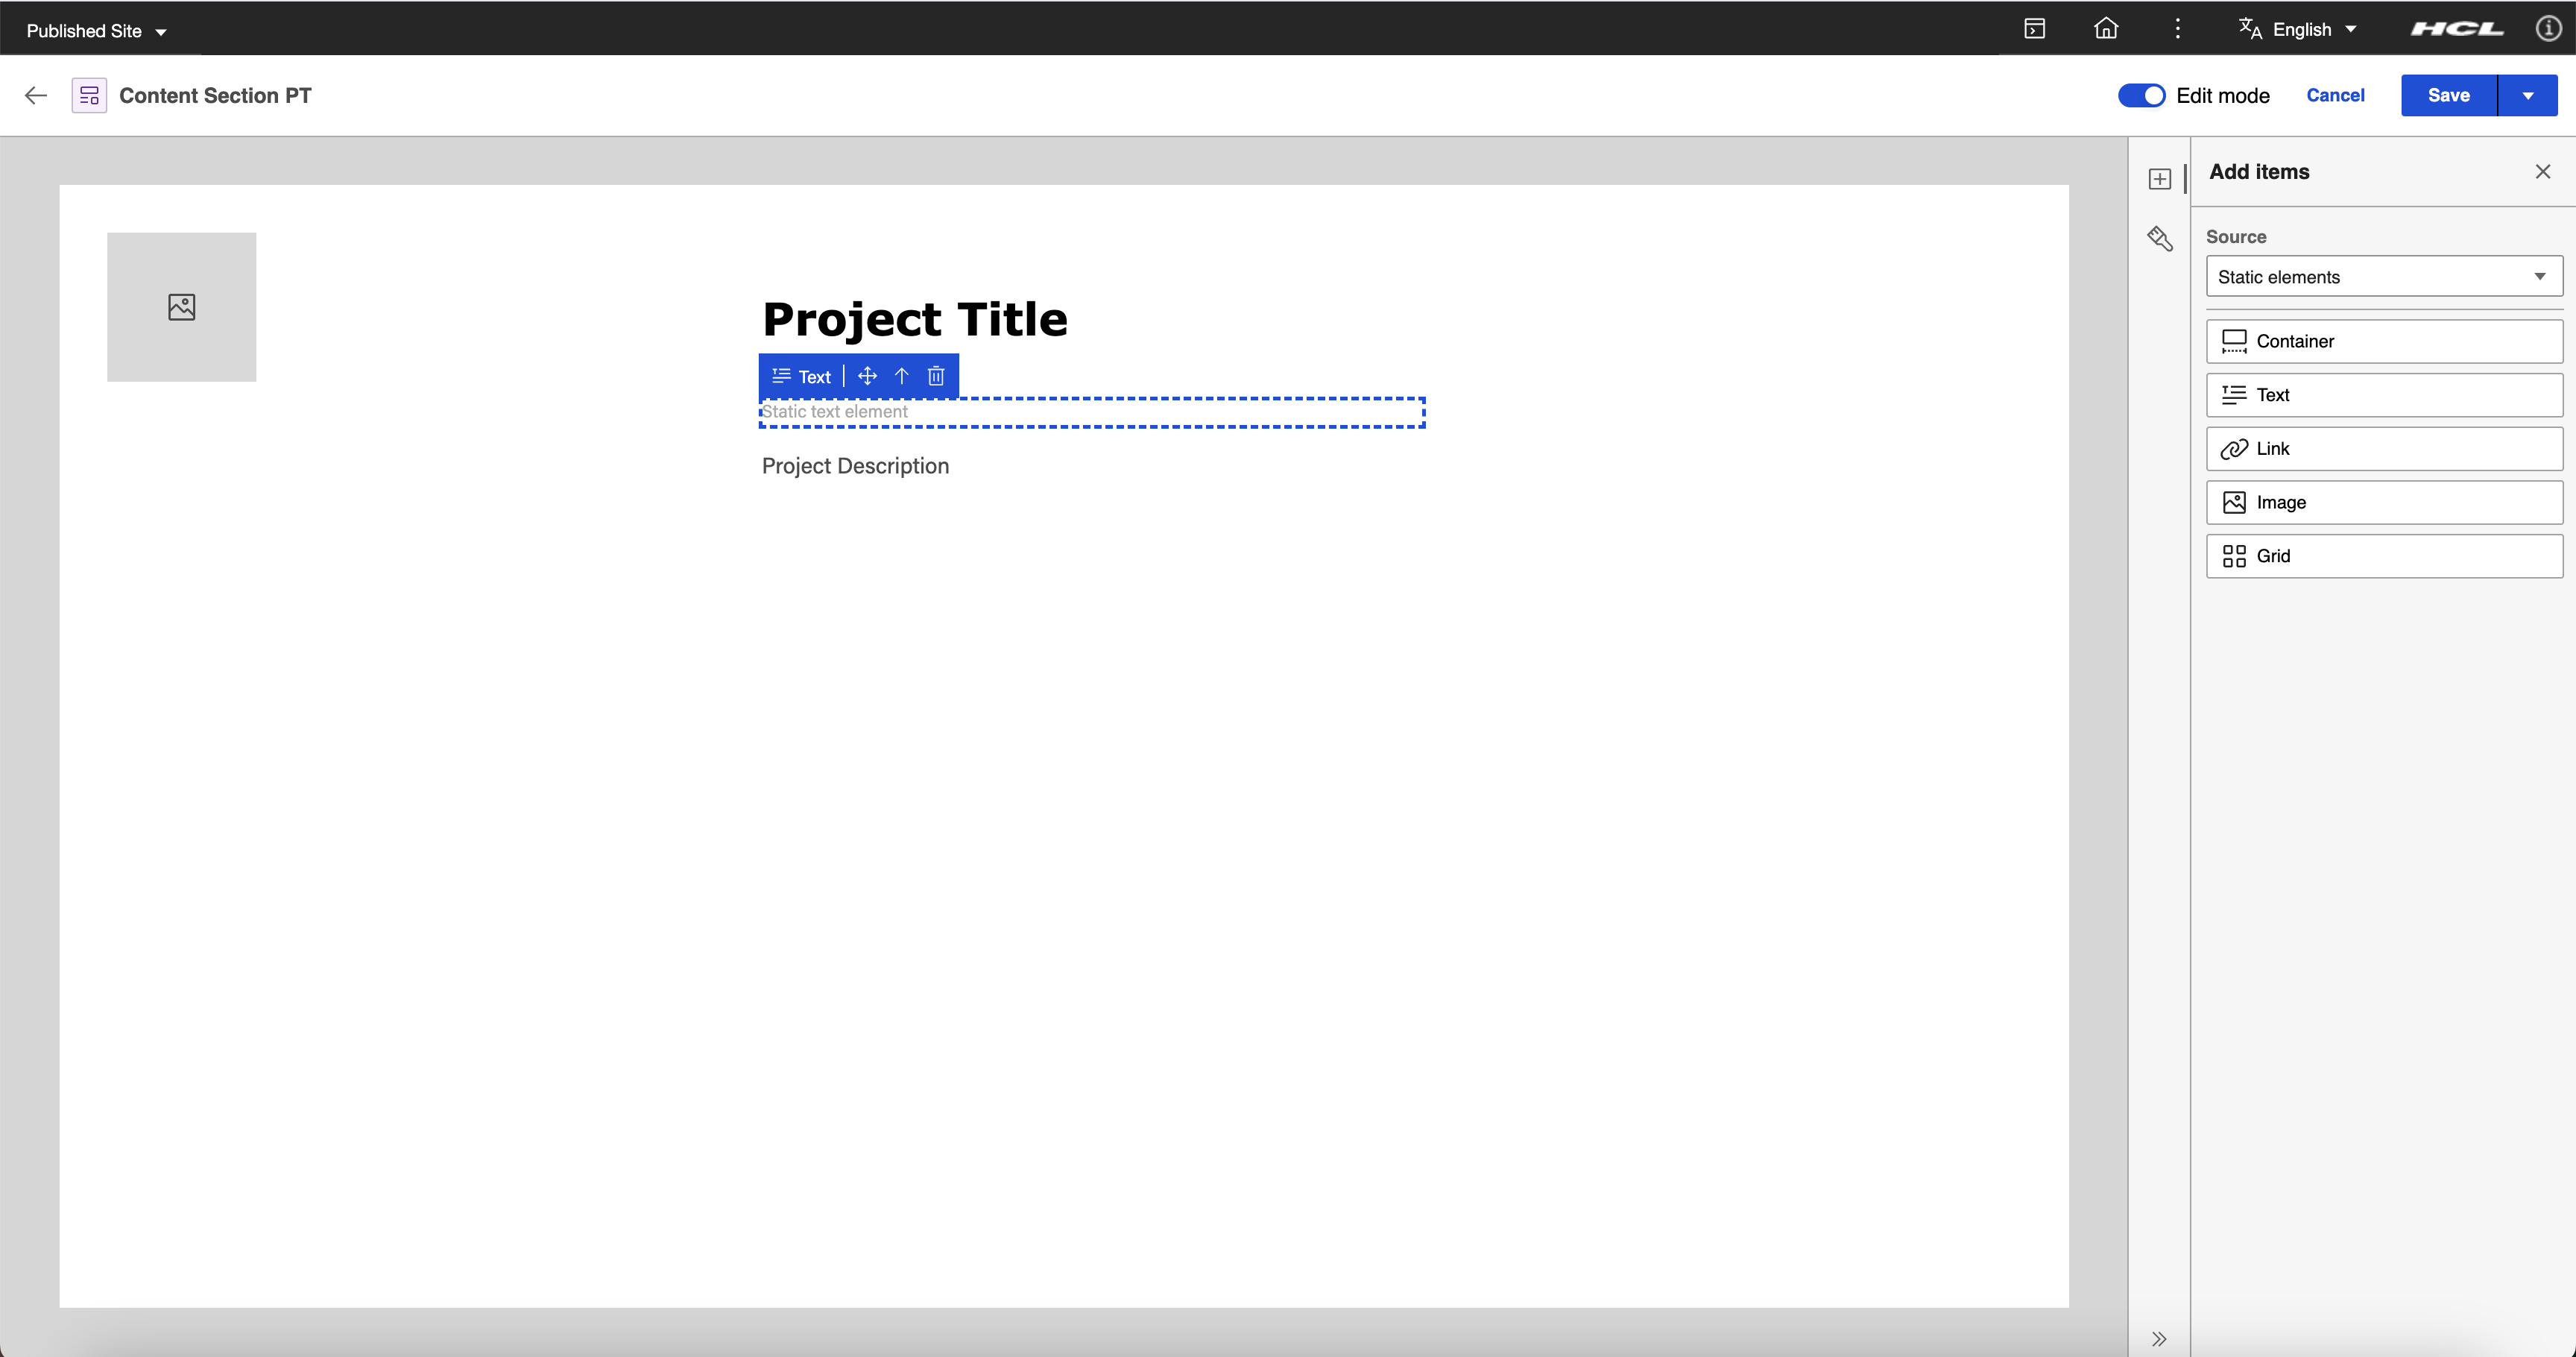 Published Site
English
HCL
Content Section PT
Edit mode
Cancel
Save
Project Title
Text
Static text element
Project Description
Add items
Source
Static elements
Container
Text
Link
Image
Grid